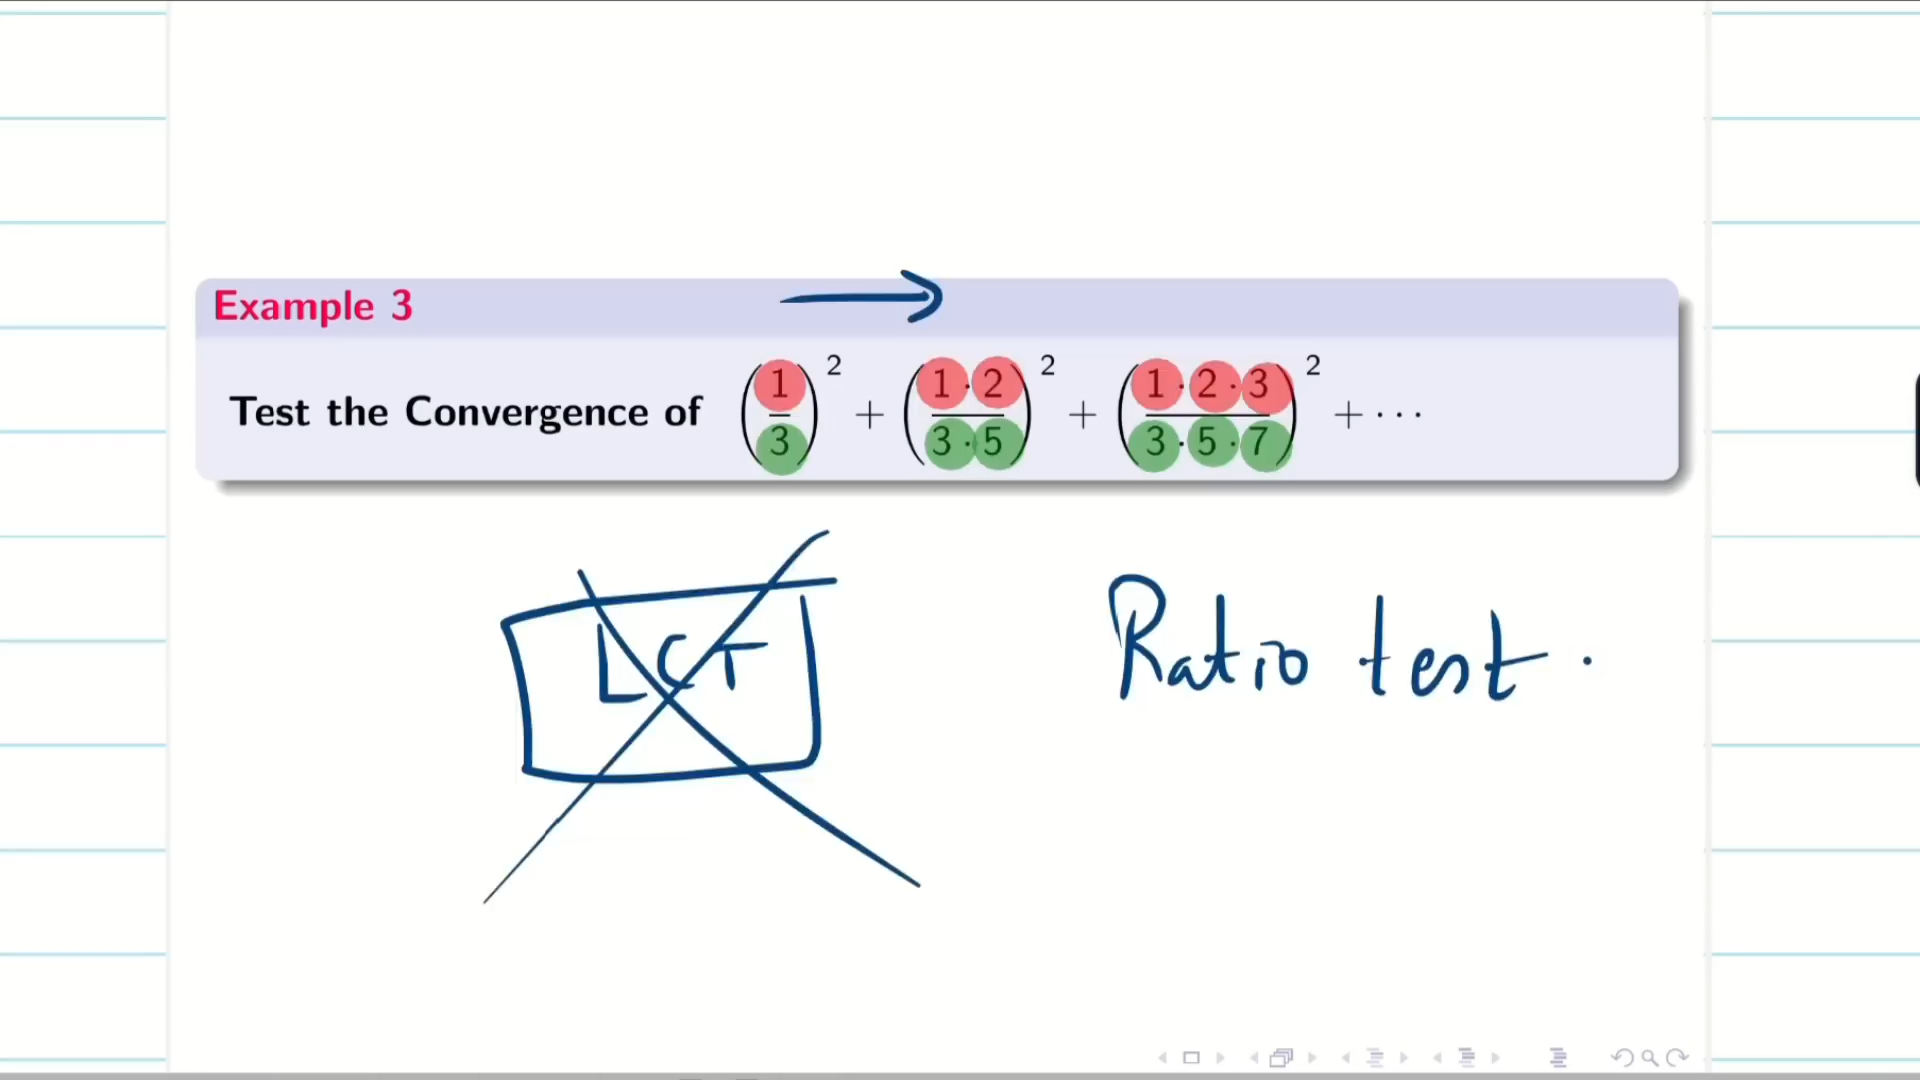 Example 3
Test the Convergence of (1/3)² + (1·2/3·5)² + (1·2·3/3·5·7)² + ···
LCT
Ratio test.